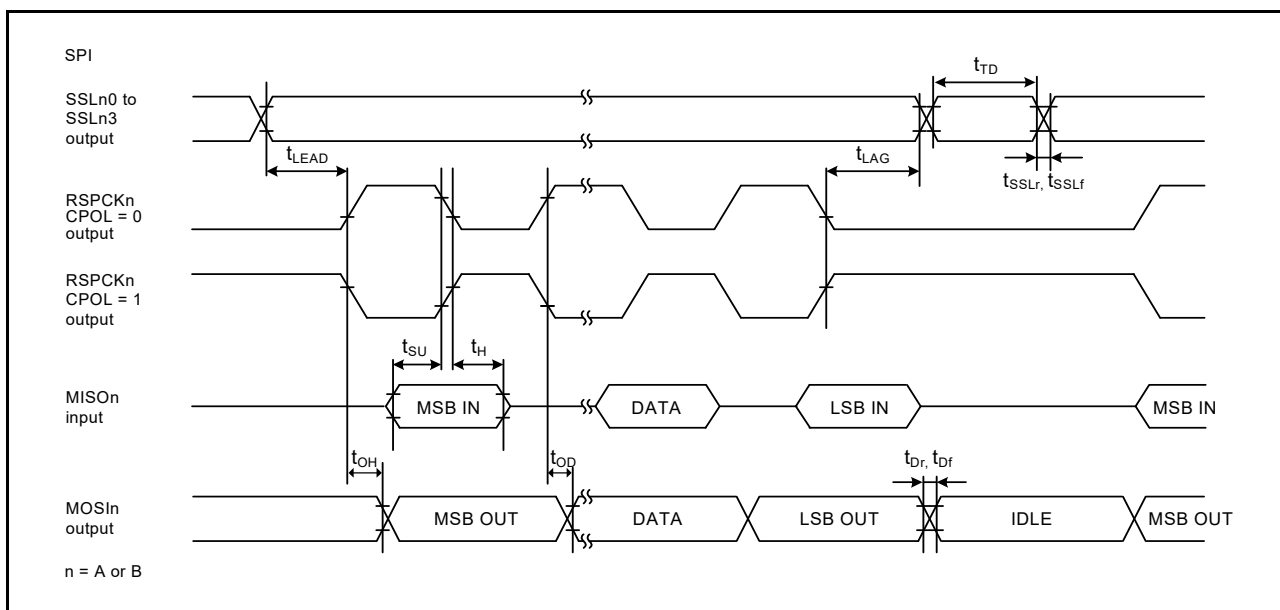 SPI
SSLn0 to
SSLn3
output
tTD
tLEAD
tLAG
tSSLr, tSSLf
RSPCKn
CPOL = 0
output
RSPCKn
CPOL = 1
output
tSU
tH
MISOn
input
MSB IN
DATA
LSB IN
MSB IN
tOH
tOD
tDr, tDf
MOSIn
output
MSB OUT
DATA
LSB OUT
IDLE
MSB OUT
n = A or B